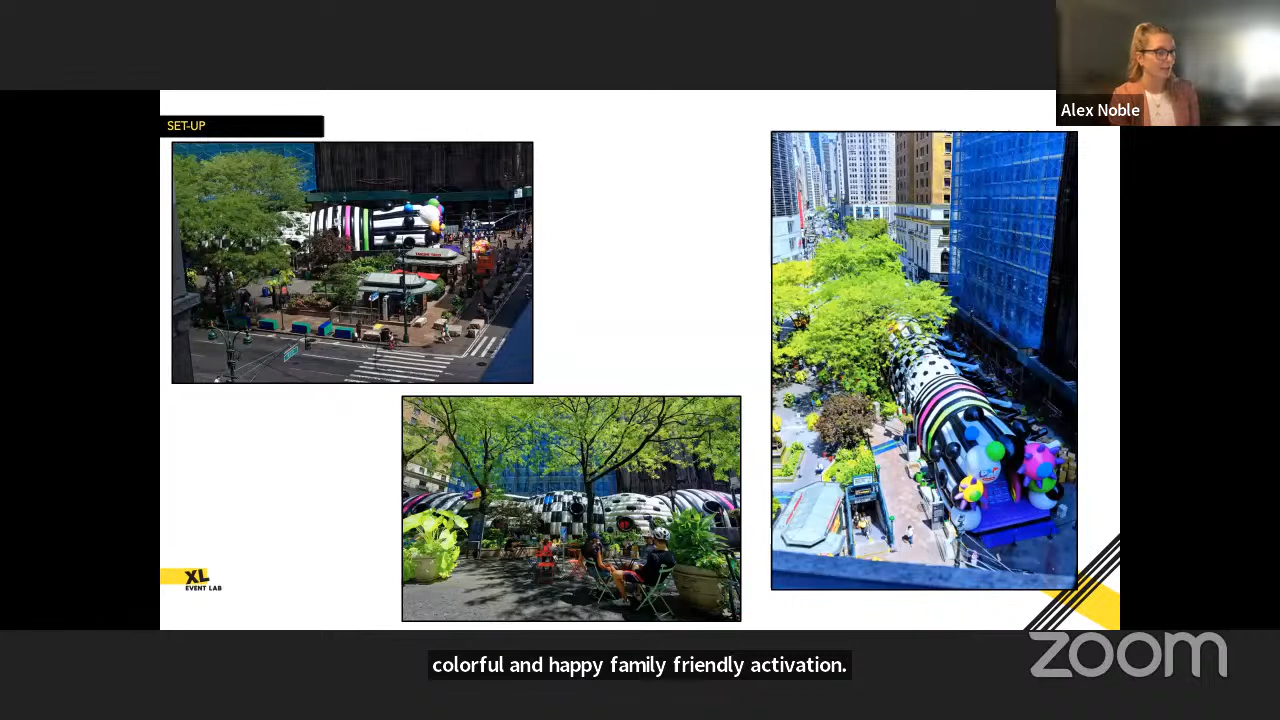 Alex Noble
SET-UP
XL
EVENT LAB
colorful and happy family friendly activation.
zoom